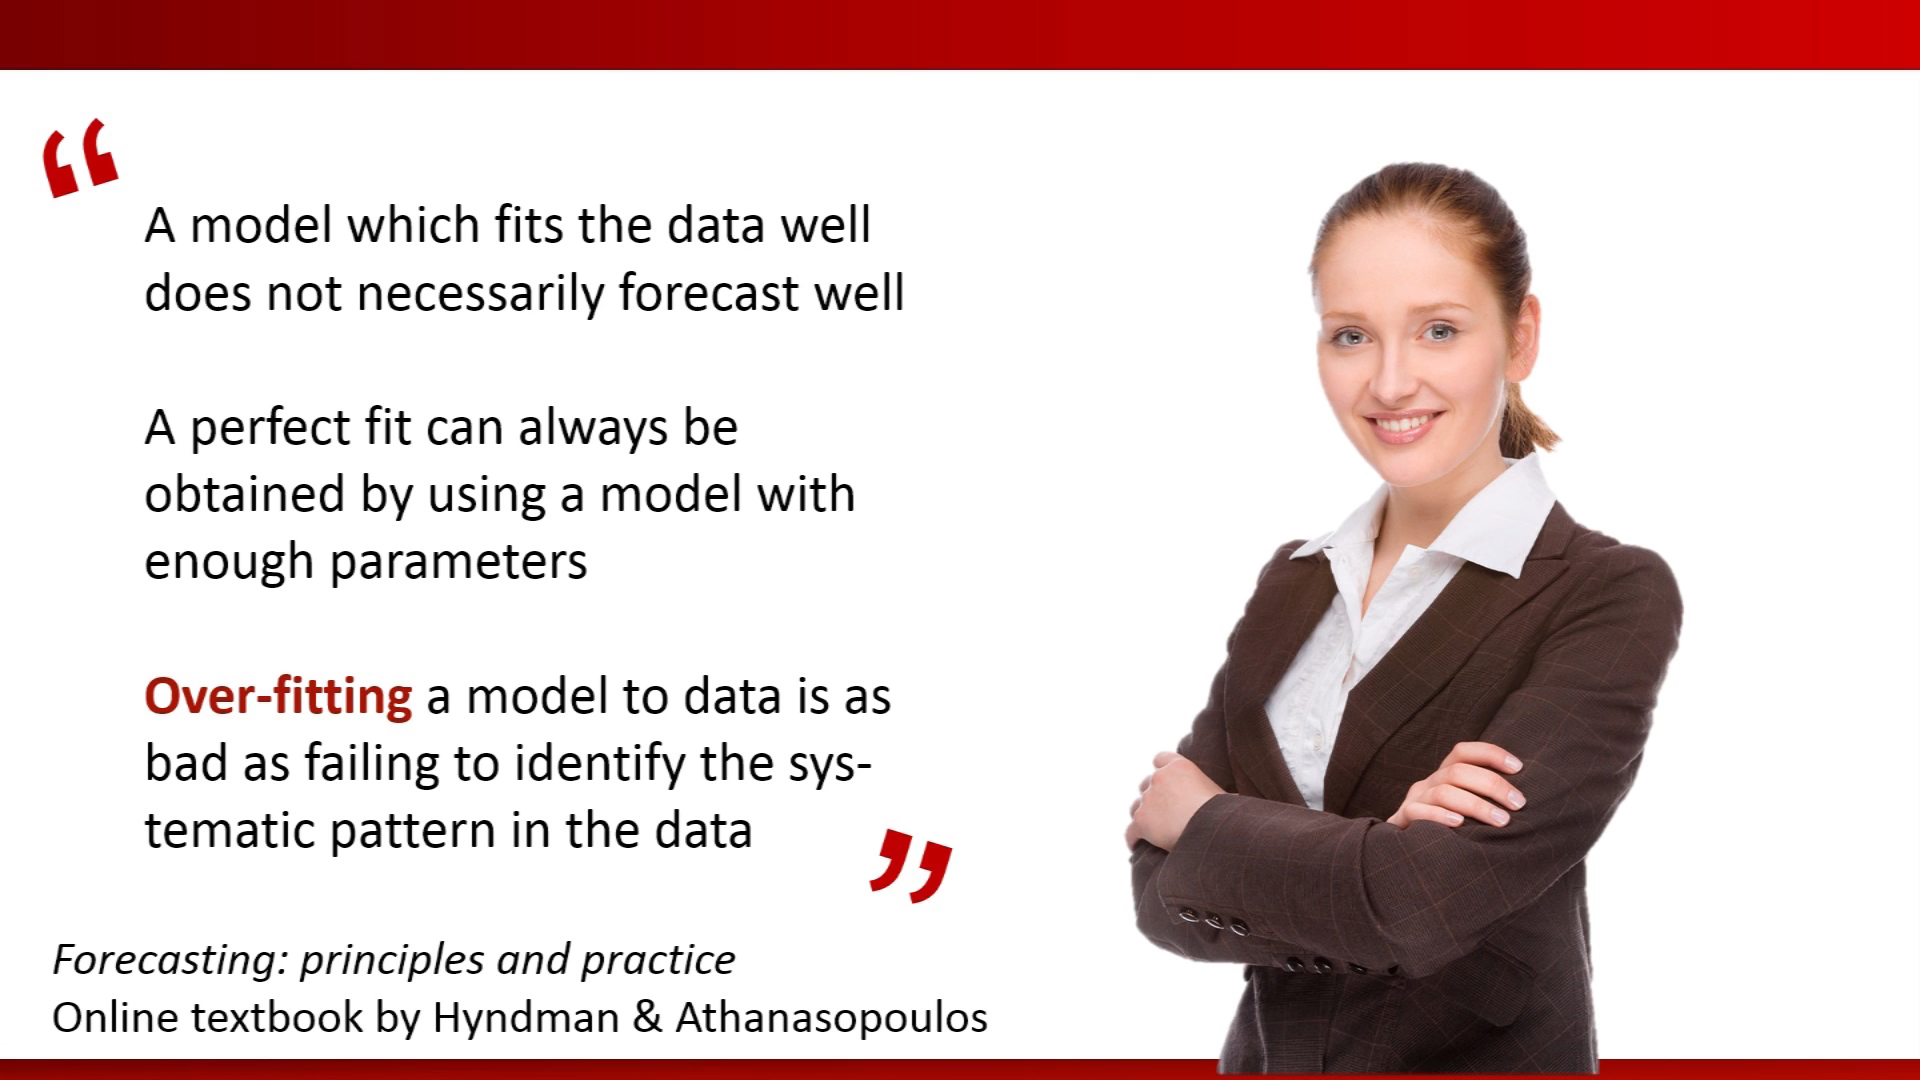 “
A model which fits the data well
does not necessarily forecast well
A perfect fit can always be
obtained by using a model with
enough parameters
Over-fitting a model to data is as
bad as failing to identify the sys-
tematic pattern in the data
”
Forecasting: principles and practice
Online textbook by Hyndman & Athanasopoulos